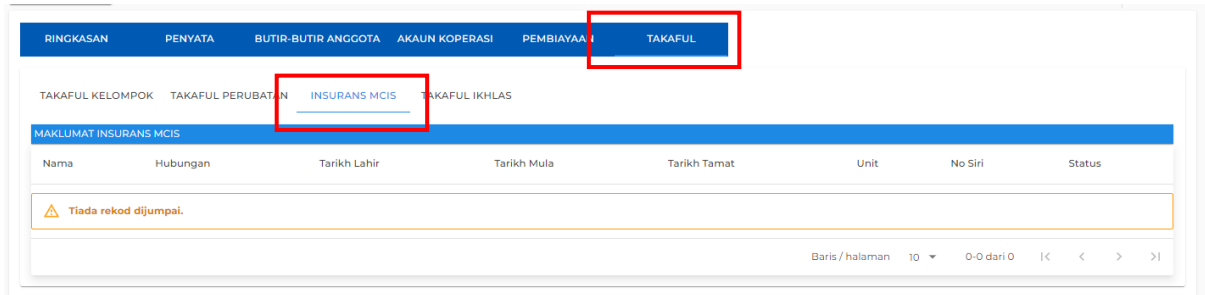 RINGKASAN PENYATA BUTIR-BUTIR ANGGOTA AKAUN KOPERASI PEMBIAYAAN TAKAFUL
TAKAFUL KELOMPOK TAKAFUL PERUBATAN INSURANS MCIS TAKAFUL IKHLAS
MAKLUMAT INSURANS MCIS
Nama Hubungan Tarikh Lahir Tarikh Mula Tarikh Tamat Unit No Siri Status
Tiada rekod dijumpai.
Baris / halaman 10 0-0 dari 0